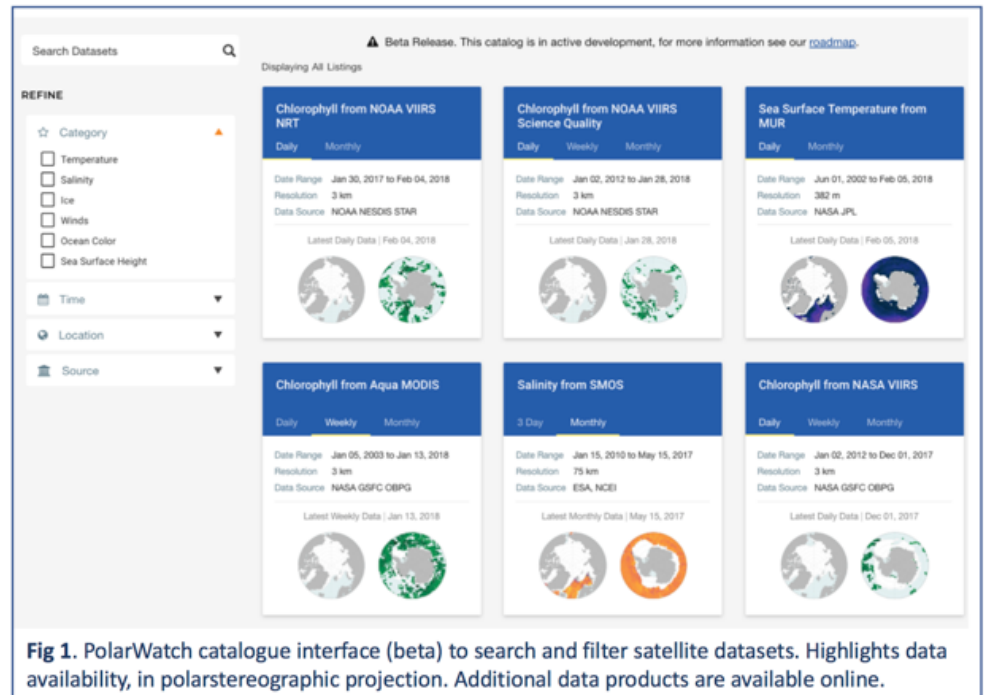 Search Datasets
⚠ Beta Release. This catalog is in active development, for more information see our roadmap.
Displaying All Listings
REFINE
Category
Temperature
Salinity
Ice
Winds
Ocean Color
Sea Surface Height
Time
Location
Source
Chlorophyll from NOAA VIIRS
NRT
Daily Monthly
Date Range Jan 30, 2017 to Feb 04, 2018
Resolution 3 km
Data Source NOAA NESDIS STAR
Latest Daily Data | Feb 04, 2018
Chlorophyll from NOAA VIIRS
Science Quality
Daily Weekly Monthly
Date Range Jan 02, 2012 to Jan 28, 2018
Resolution 3 km
Data Source NOAA NESDIS STAR
Latest Daily Data | Jan 28, 2018
Sea Surface Temperature from
MUR
Daily Monthly
Date Range Jun 01, 2002 to Feb 05, 2018
Resolution 382 m
Data Source NASA JPL
Latest Daily Data | Feb 05, 2018
Chlorophyll from Aqua MODIS
Daily Weekly Monthly
Date Range Jan 05, 2003 to Jan 13, 2018
Resolution 3 km
Data Source NASA GSFC OBPG
Latest Weekly Data | Jan 13, 2018
Salinity from SMOS
3 Day Monthly
Date Range Jan 15, 2010 to May 15, 2017
Resolution 75 km
Data Source ESA, NCEI
Latest Monthly Data | May 15, 2017
Chlorophyll from NASA VIIRS
Daily Weekly Monthly
Date Range Jan 02, 2012 to Dec 01, 2017
Resolution 3 km
Data Source NASA GSFC OBPG
Latest Daily Data | Dec 01, 2017
Fig 1. PolarWatch catalogue interface (beta) to search and filter satellite datasets. Highlights data
availability, in polarstereographic projection. Additional data products are available online.